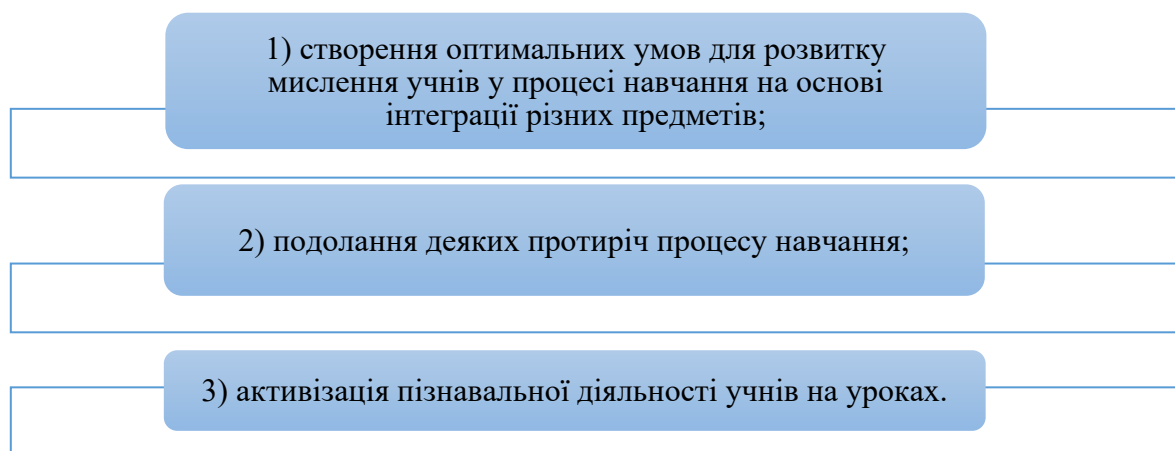 1) створення оптимальних умов для розвитку
мислення учнів у процесі навчання на основі
інтеграції різних предметів;
2) подолання деяких протиріч процесу навчання;
3) активізація пізнавальної діяльності учнів на уроках.